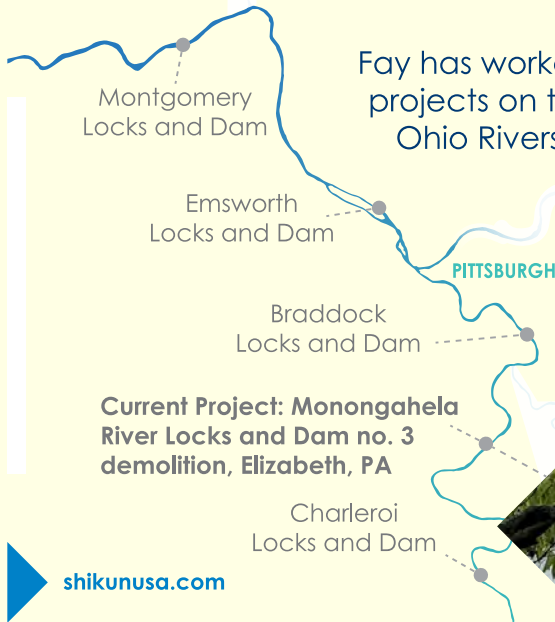 Fay has
projects on
Ohio Rivers
Montgomery
Locks and Dam
Emsworth
Locks and Dam
PITTSBURGH
Braddock
Locks and Dam
Current Project: Monongahela
River Locks and Dam no. 3
demolition, Elizabeth, PA
Charleroi
Locks and Dam
shikunusa.com